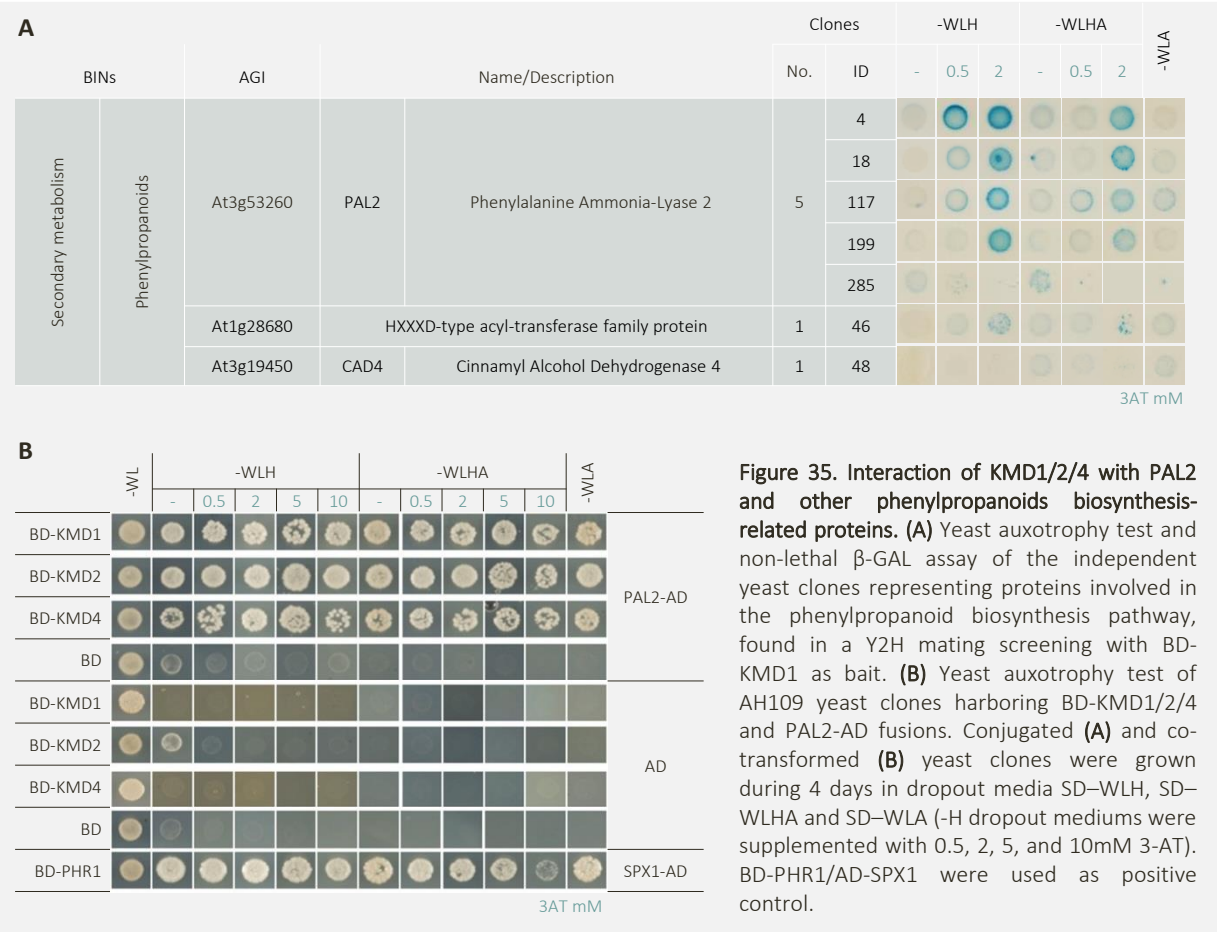 A
Clones -WLH -WLHA -WLA
BINs AGI Name/Description No. ID - 0.5 2 - 0.5 2
Secondary metabolism
Phenylpropanoids
At3g53260 PAL2 Phenylalanine Ammonia-Lyase 2 5
4
18
117
199
285
At1g28680 HXXXD-type acyl-transferase family protein 1 46
At3g19450 CAD4 Cinnamyl Alcohol Dehydrogenase 4 1 48
3AT mM
B
-WL -WLH -WLHA -WLA
- 0.5 2 5 10 - 0.5 2 5 10
BD-KMD1
BD-KMD2
BD-KMD4
BD
PAL2-AD
BD-KMD1
BD-KMD2
BD-KMD4
BD
AD
BD-PHR1 SPX1-AD
3AT mM
Figure 35. Interaction of KMD1/2/4 with PAL2
and other phenylpropanoids biosynthesis-
related proteins. (A) Yeast auxotrophy test and
non-lethal β-GAL assay of the independent
yeast clones representing proteins involved in
the phenylpropanoid biosynthesis pathway,
found in a Y2H mating screening with BD-
KMD1 as bait. (B) Yeast auxotrophy test of
AH109 yeast clones harboring BD-KMD1/2/4
and PAL2-AD fusions. Conjugated (A) and co-
transformed (B) yeast clones were grown
during 4 days in dropout media SD–WLH, SD–
WLHA and SD–WLA (-H dropout mediums were
supplemented with 0.5, 2, 5, and 10mM 3-AT).
BD-PHR1/AD-SPX1 were used as positive
control.